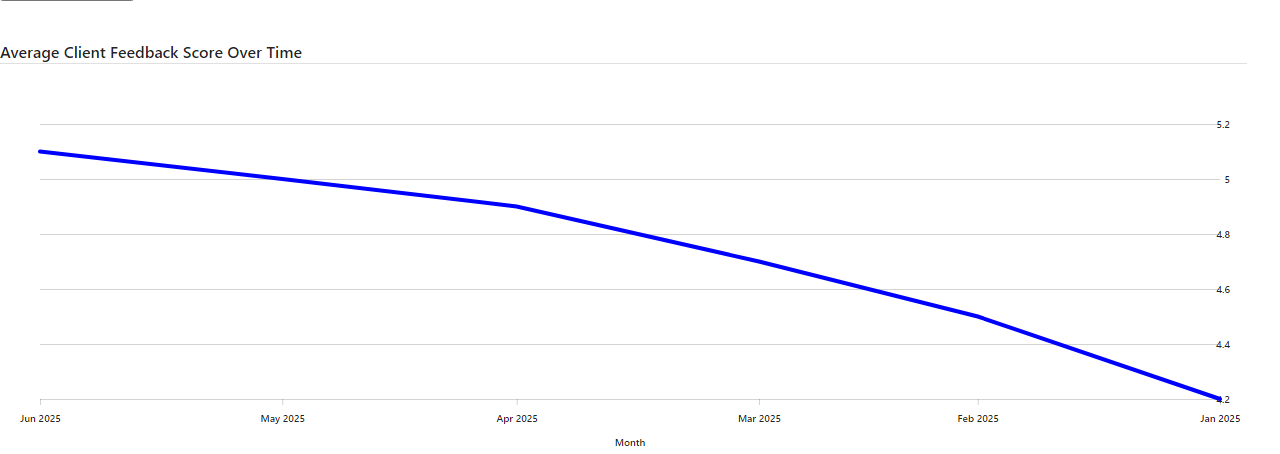 Average Client Feedback Score Over Time
5.2
5
4.8
4.6
4.4
4.2
Jun 2025 May 2025 Apr 2025 Mar 2025 Feb 2025 Jan 2025
Month